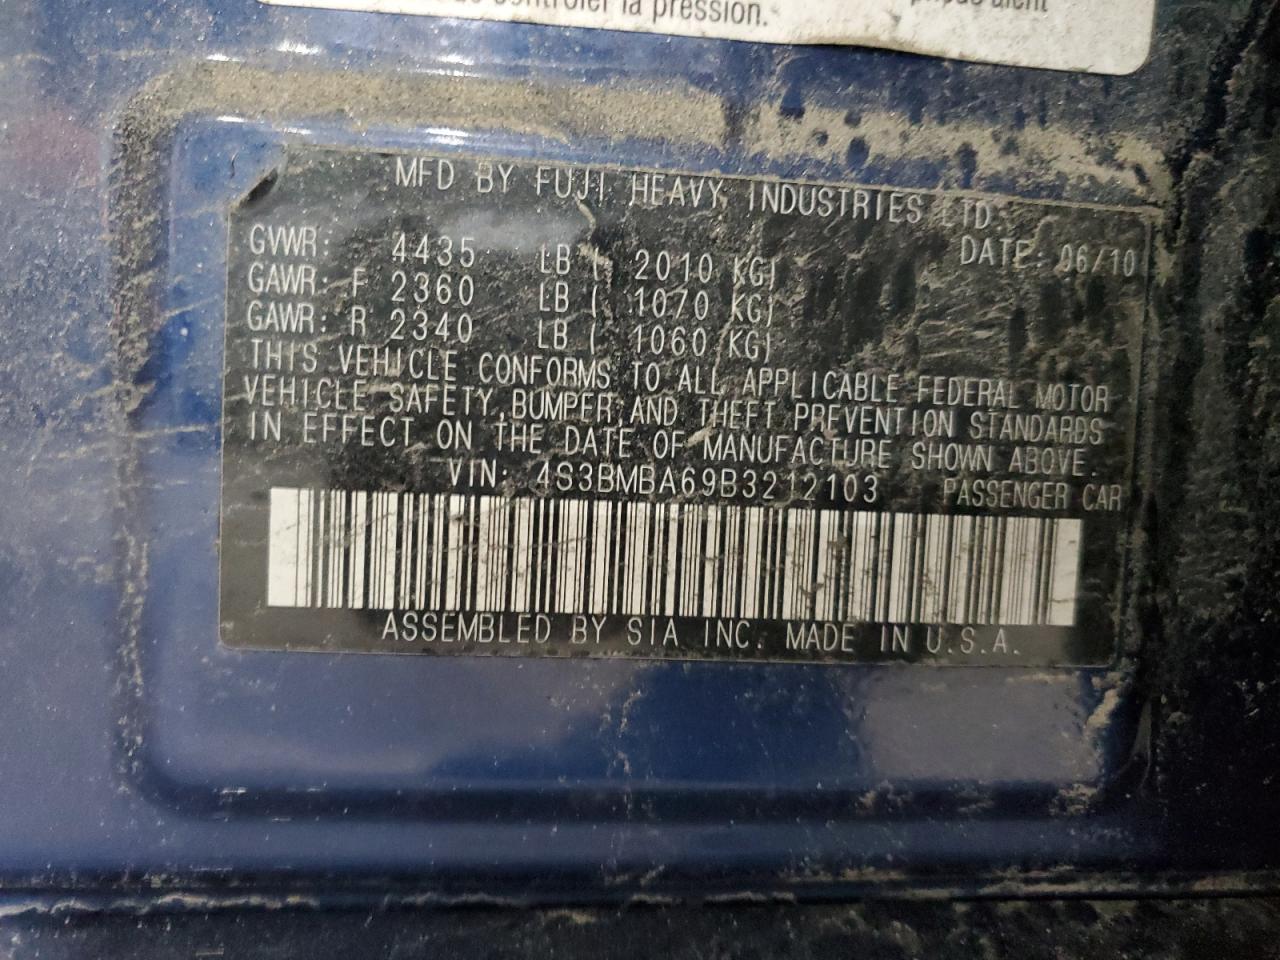 controler la pression.
MFD BY FUJI HEAVY INDUSTRIES LTD.
GVWR: 4435 LB ( 2010 KG) DATE: 06/10
GAWR: F 2360 LB ( 1070 KG)
GAWR: R 2340 LB ( 1060 KG)
THIS VEHICLE CONFORMS TO ALL APPLICABLE FEDERAL MOTOR
VEHICLE SAFETY, BUMPER, AND THEFT PREVENTION STANDARDS
IN EFFECT ON THE DATE OF MANUFACTURE SHOWN ABOVE.
VIN: 4S3BMBA69B3212103 PASSENGER CAR
ASSEMBLED BY SIA INC. MADE IN U.S.A.